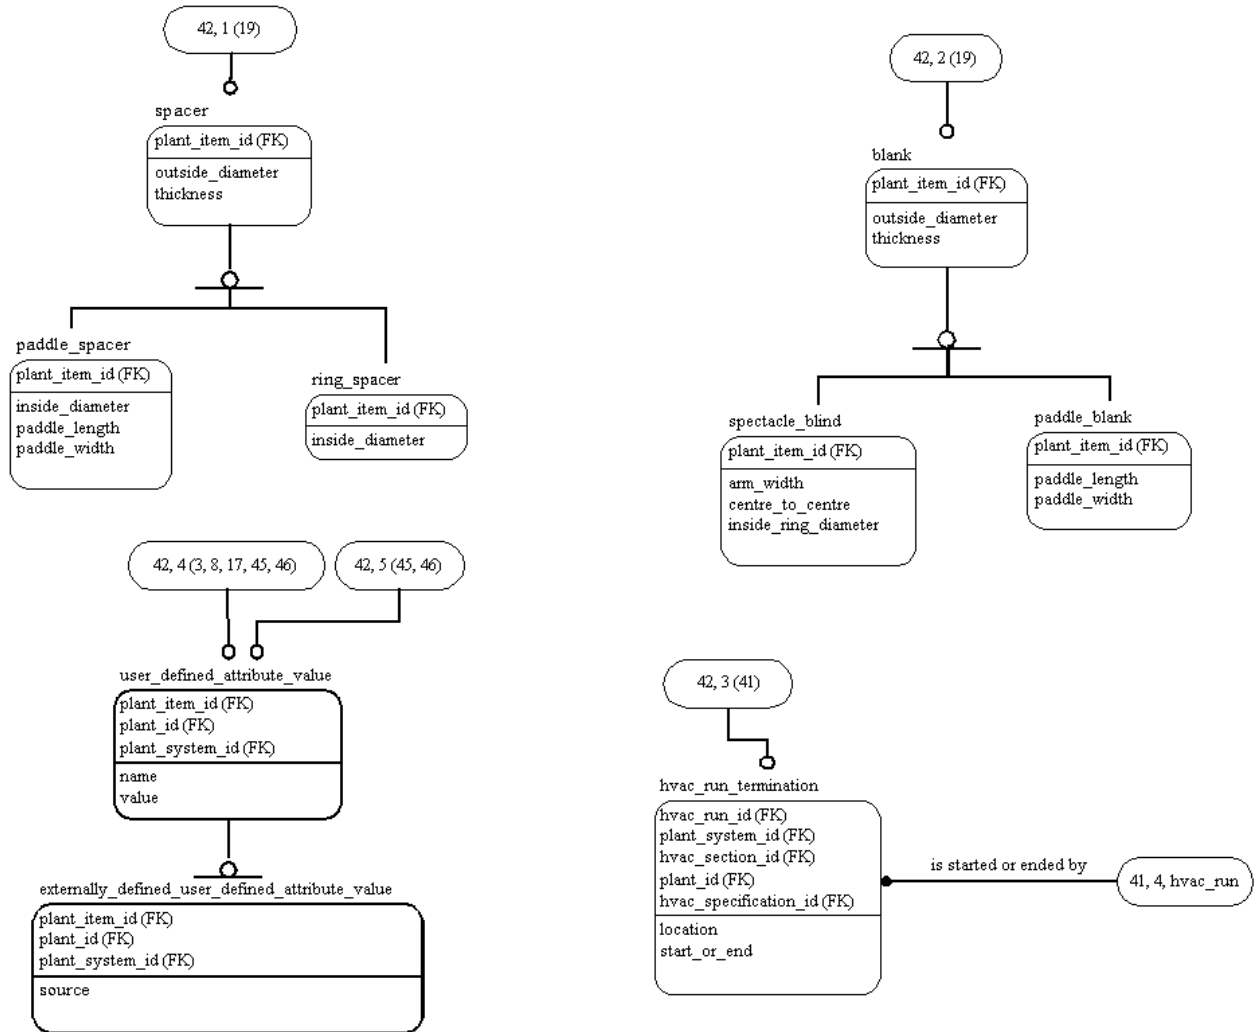 42, 1 (19)
spacer
plant_item_id (FK)
outside_diameter
thickness
paddle_spacer
plant_item_id (FK)
inside_diameter
paddle_length
paddle_width
ring_spacer
plant_item_id (FK)
inside_diameter
42, 2 (19)
blank
plant_item_id (FK)
outside_diameter
thickness
spectacle_blind
plant_item_id (FK)
arm_width
centre_to_centre
inside_ring_diameter
paddle_blank
plant_item_id (FK)
paddle_length
paddle_width
42, 4 (3, 8, 17, 45, 46)
42, 5 (45, 46)
user_defined_attribute_value
plant_item_id (FK)
plant_id (FK)
plant_system_id (FK)
name
value
externally_defined_user_defined_attribute_value
plant_item_id (FK)
plant_id (FK)
plant_system_id (FK)
source
42, 3 (41)
hvac_run_termination
hvac_run_id (FK)
plant_system_id (FK)
hvac_section_id (FK)
plant_id (FK)
hvac_specification_id (FK)
location
start_or_end
is started or ended by
41, 4, hvac_run